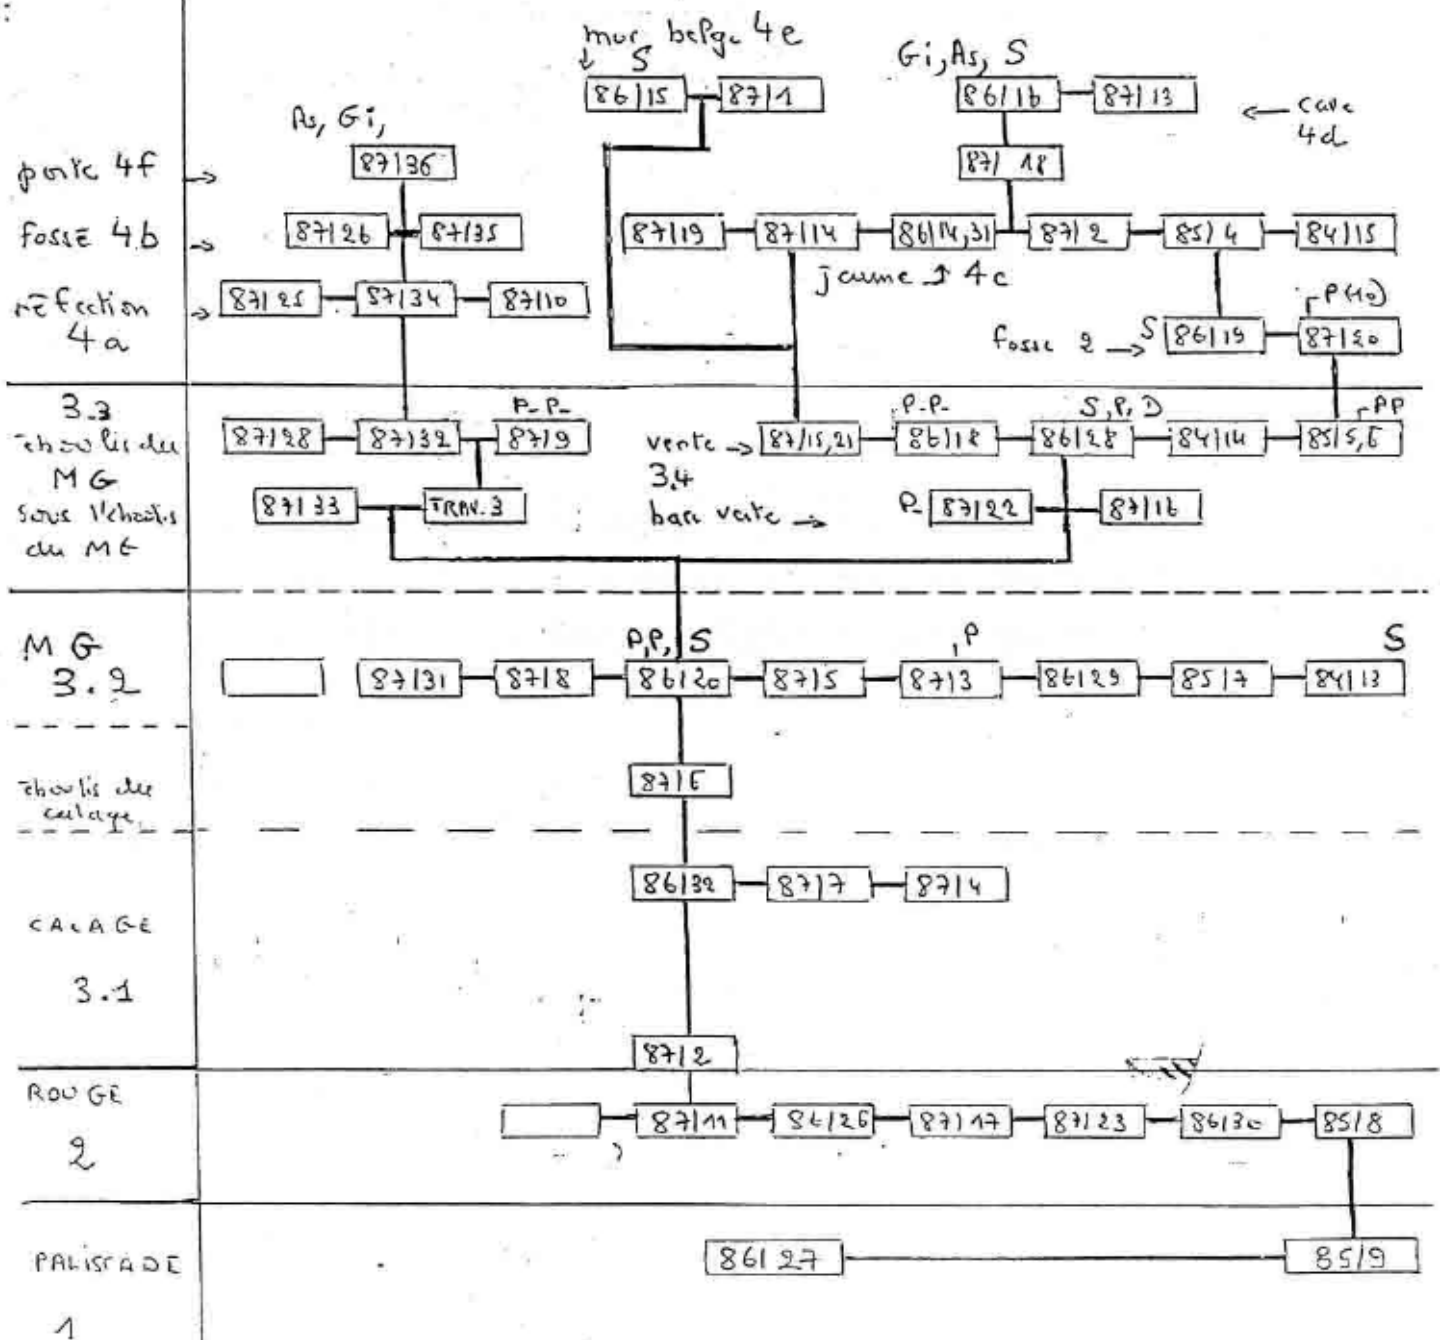 mur belge 4e
S
86/15 87/1
Gi, As, S
86/16 87/13
← cave
4d
As, Gi,
porte 4f →
87/36
87/18
fossé 4b →
87/26 87/35
87/19 87/14 86/14,31 87/2 85/4 84/15
jaune ↑ 4c
réfection →
4a
87/25 87/34 87/10
fosse 2 → S 86/19 87/20
3.3
éboulis du
MG
sous l'éboulis
du MG
87/28 87/32 87/9
P-P-
verte → 87/15,21 86/18 86/28 84/14 85/5,6
P-P-
S, P, D
PP
3.4
87/33 TRAV.3
base verte → P- 87/22 87/16
MG
3.2
P, S
P
S
87/31 87/8 86/20 87/5 87/3 86/29 85/7 84/13
éboulis du
calage
87/6
CALAGE
3.1
86/32 87/7 87/4
87/2
ROUGE
2
87/11 86/26 87/17 87/23 86/30 85/8
PALISSADE
1
86/27 85/9